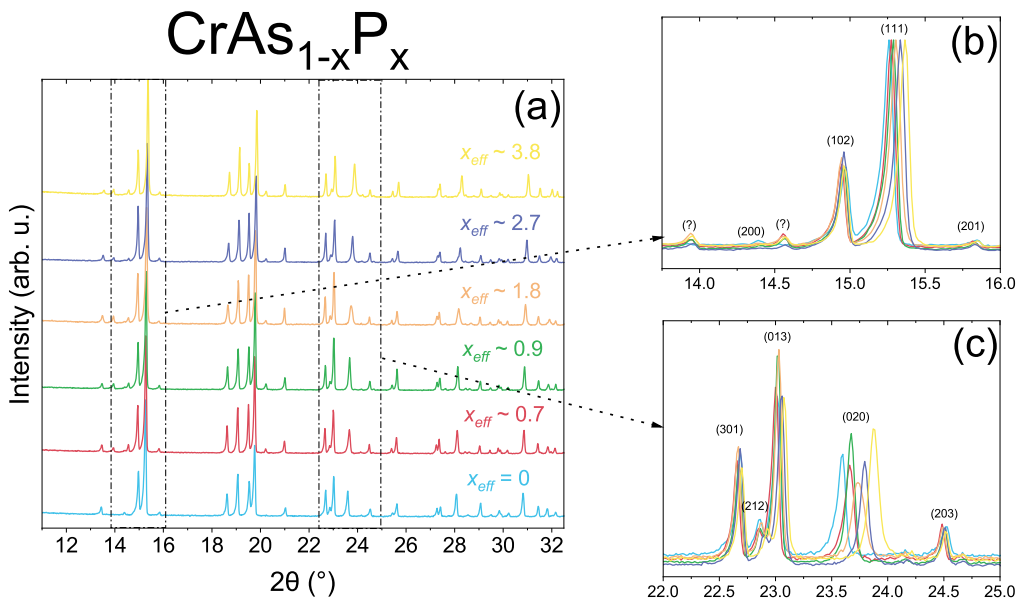 CrAs1-xPx
(a)
xeff ~ 3.8
xeff ~ 2.7
xeff ~ 1.8
xeff ~ 0.9
xeff ~ 0.7
xeff = 0
Intensity (arb. u.)
12 14 16 18 20 22 24 26 28 30 32
2θ (°)
(b)
(111)
(102)
(?)
(200)
(?)
(201)
14.0 14.5 15.0 15.5 16.0
(c)
(013)
(301)
(020)
(212)
(203)
22.0 22.5 23.0 23.5 24.0 24.5 25.0